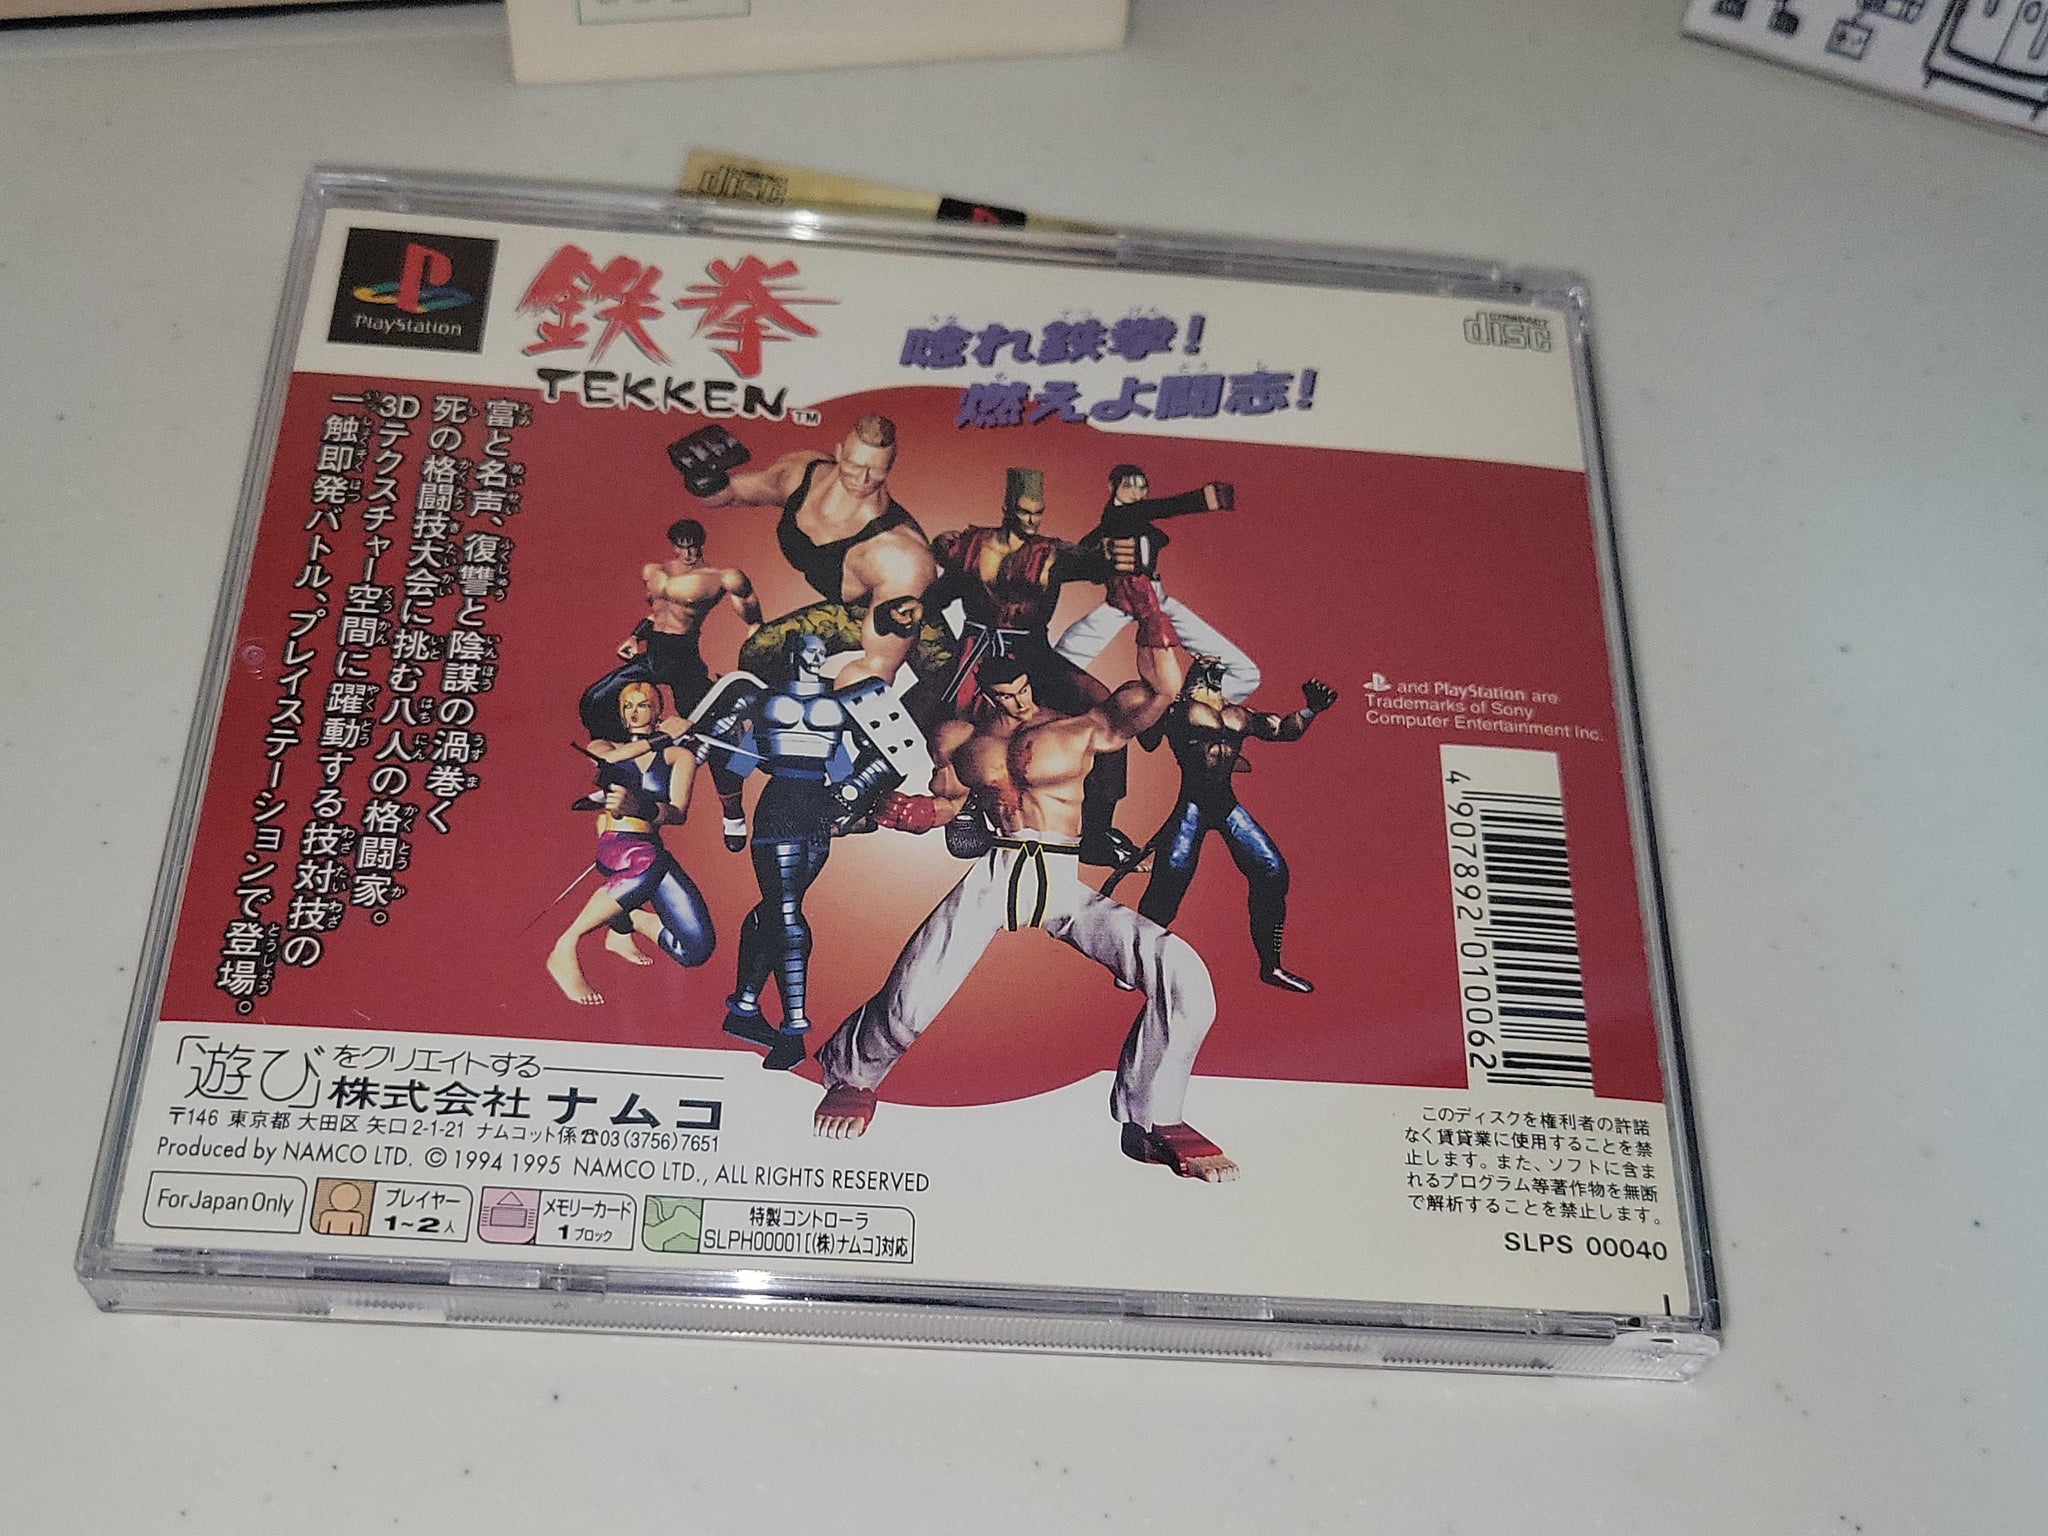 disc
PlayStation
鉄拳
TEKKEN™
唸れ鉄拳！
燃えよ闘志！
COMPACT
disc
富と名声、復讐と陰謀の渦巻く
死の格闘技大会に挑む八人の格闘家。
3Dテクスチャー空間に躍動する技対技の
一触即発バトル、プレイステーションで登場。
and PlayStation are
Trademarks of Sony
Computer Entertainment Inc.
4 907892 010062
「遊び」をクリエイトする
株式会社ナムコ
〒146 東京都 大田区 矢口 2-1-21 ナムコット係☎03(3756)7651
Produced by NAMCO LTD. © 1994 1995 NAMCO LTD., ALL RIGHTS RESERVED
For Japan Only
プレイヤー
1～2人
メモリーカード
1ブロック
特製コントローラ
SLPH00001[(株)ナムコ]対応
このディスクを権利者の許諾
なく賃貸業に使用することを禁
止します。また、ソフトに含ま
れるプログラム等著作物を無断
で解析することを禁止します。
SLPS 00040